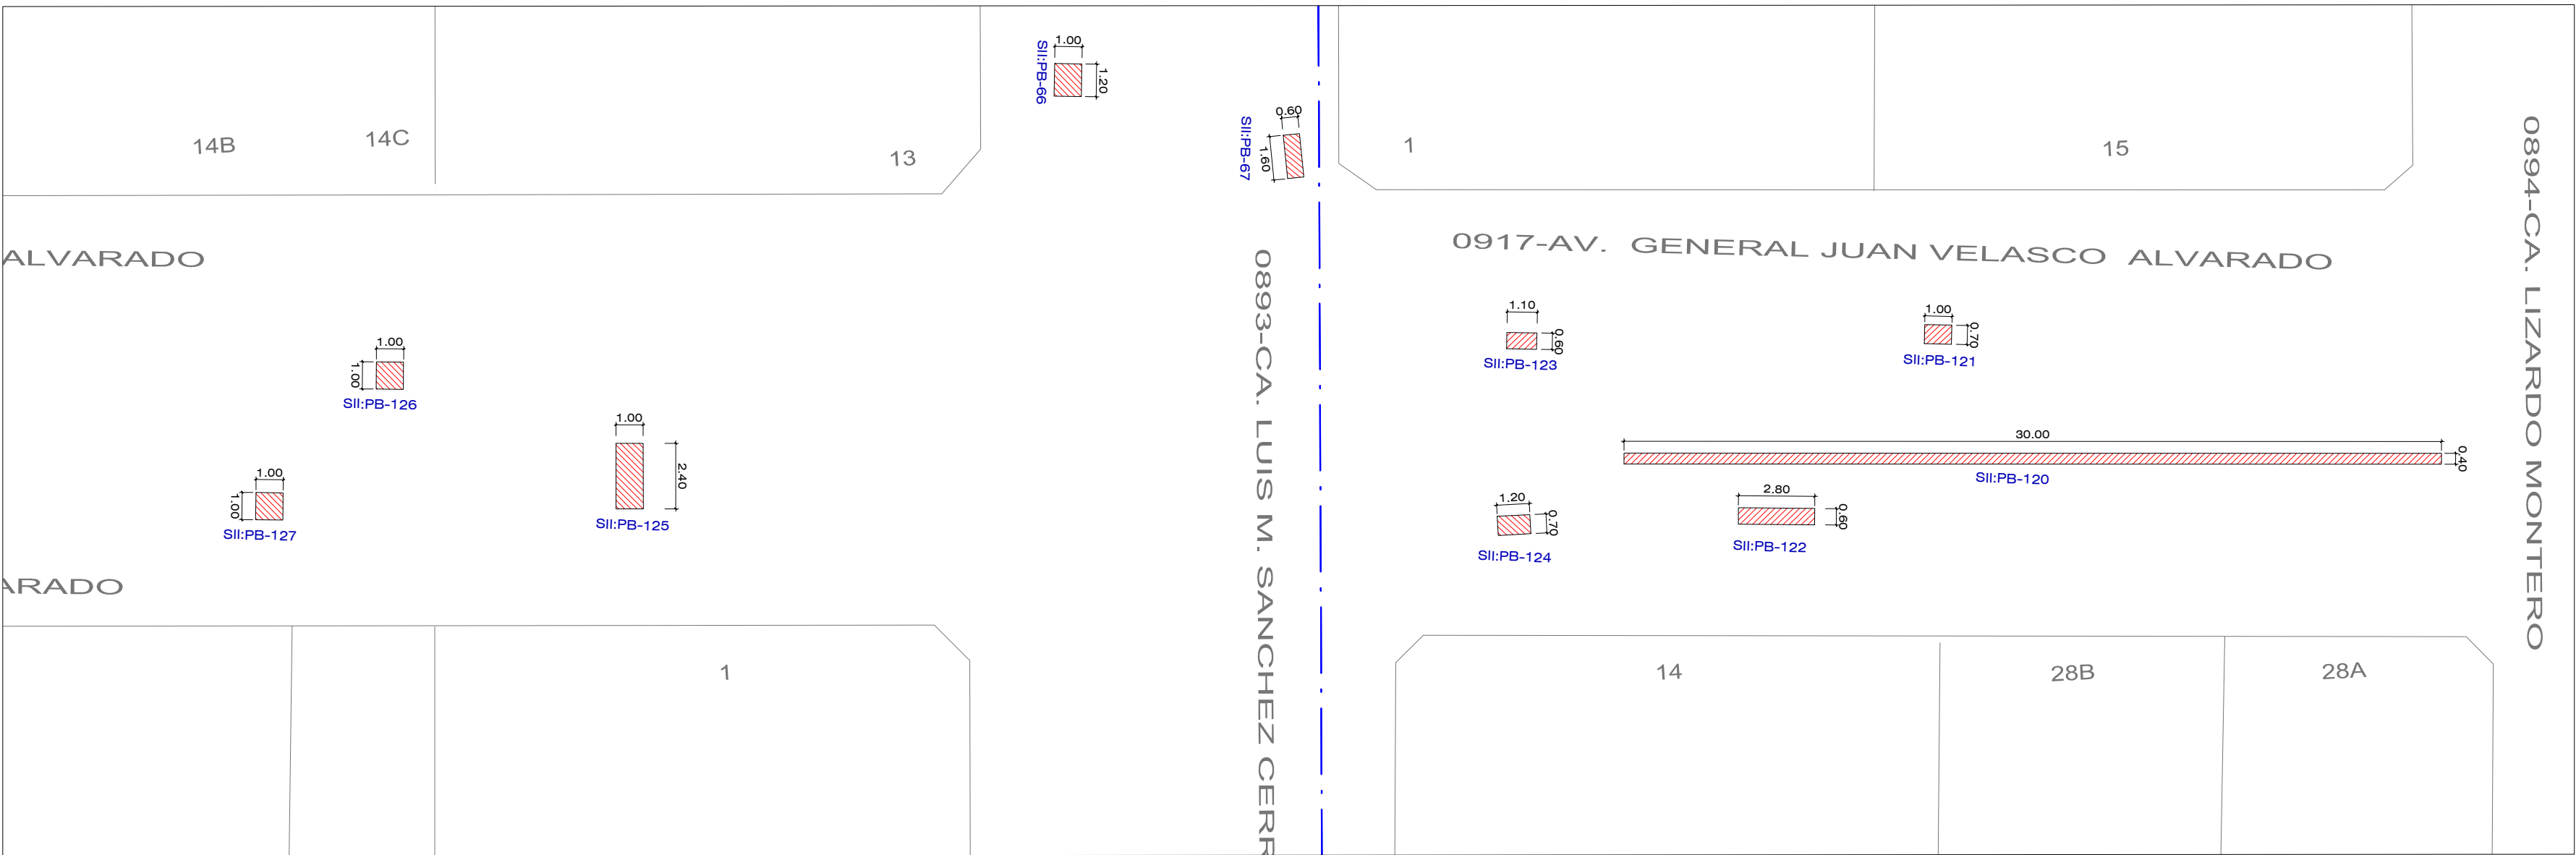 1.00
SII:PB-66
1.20
0.60
SII:PB-67
1.60
14B
14C
13
1
15
0894-CA. LIZARDO MONTERO
ALVARADO
0917-AV. GENERAL JUAN VELASCO ALVARADO
0893-CA. LUIS M. SANCHEZ CERR
1.10
0.60
SII:PB-123
1.00
0.70
SII:PB-121
1.00
1.00
SII:PB-126
1.00
2.40
SII:PB-125
30.00
0.40
SII:PB-120
1.00
1.00
SII:PB-127
1.20
0.70
SII:PB-124
2.80
0.60
SII:PB-122
ARADO
1
14
28B
28A